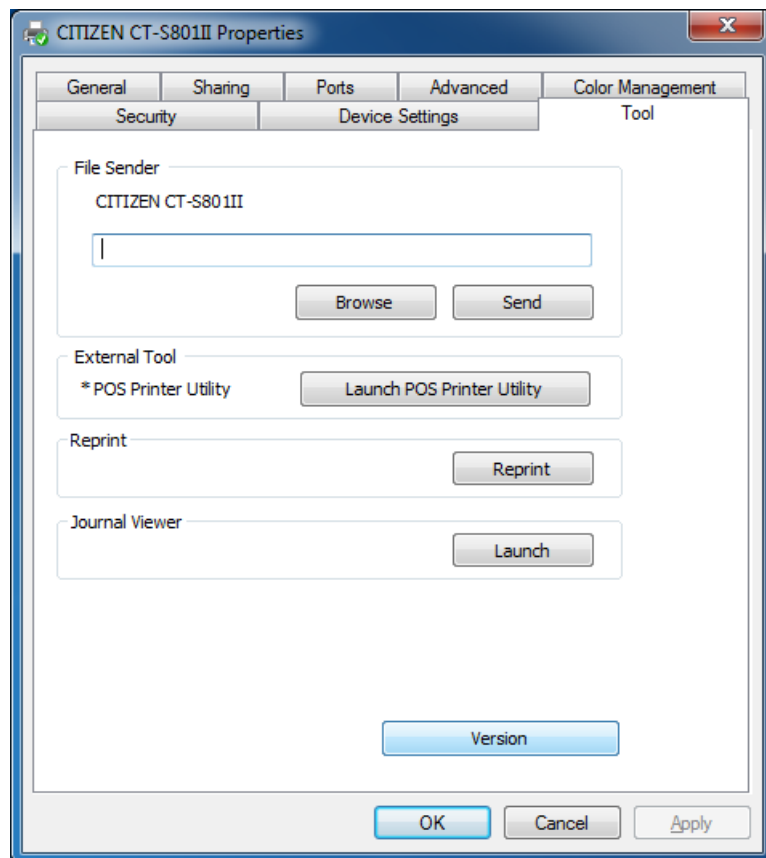 CITIZEN CT-S801II Properties
X
General Sharing Ports Advanced Color Management
Security Device Settings Tool
File Sender
CITIZEN CT-S801II
Browse Send
External Tool
* POS Printer Utility Launch POS Printer Utility
Reprint
Reprint
Journal Viewer
Launch
Version
OK Cancel Apply